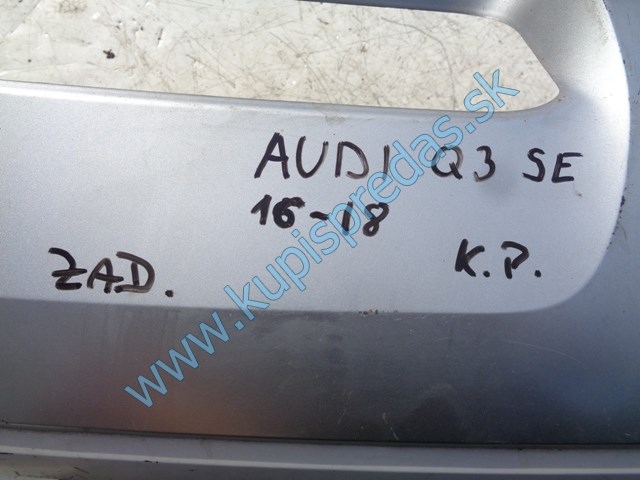 AUDI Q3 SE
16-18
ZAD.
K.P.
www.kupispredas.sk